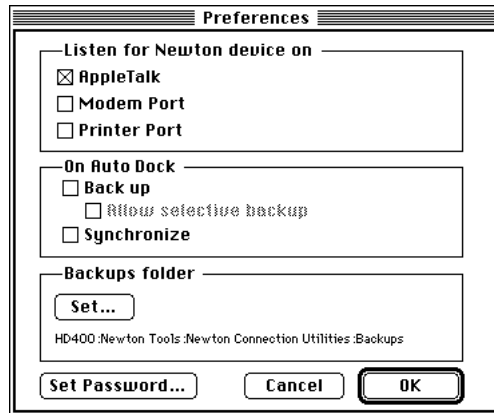 Preferences
Listen for Newton device on
AppleTalk
Modem Port
Printer Port
On Auto Dock
Back up
Allow selective backup
Synchronize
Backups folder
Set...
HD400:Newton Tools:Newton Connection Utilities:Backups
Set Password... Cancel OK